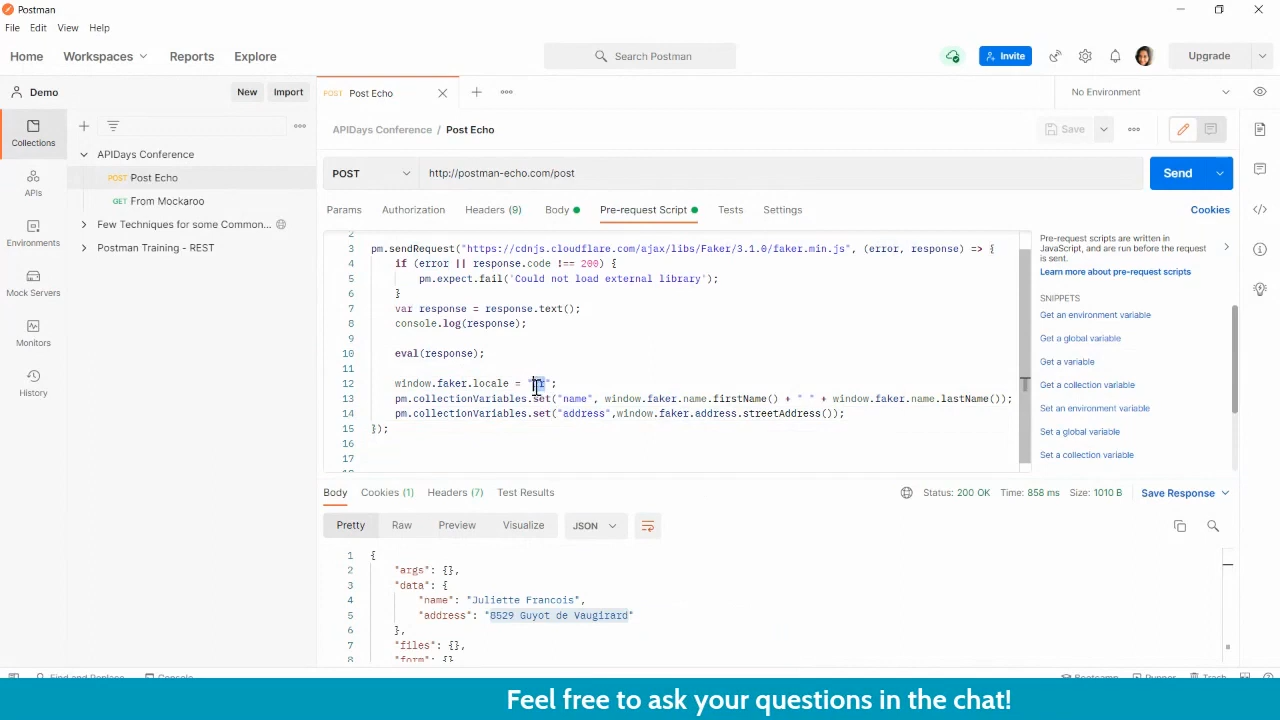 Postman
File Edit View Help
Home Workspaces Reports Explore
Search Postman
Invite
Upgrade
Demo
New Import
POST Post Echo
No Environment
Collections
APIs
Environments
Mock Servers
Monitors
History
APIDays Conference
POST Post Echo
GET From Mockaroo
Few Techniques for some Common...
Postman Training - REST
APIDays Conference / Post Echo
Save
POST
http://postman-echo.com/post
Send
Params Authorization Headers (9) Body Pre-request Script Tests Settings
Cookies
2
3 pm.sendRequest("https://cdnjs.cloudflare.com/ajax/libs/Faker/3.1.0/faker.min.js", (error, response) => {
4 if (error || response.code !== 200) {
5 pm.expect.fail('Could not load external library');
6 }
7 var response = response.text();
8 console.log(response);
9
10 eval(response);
11
12 window.faker.locale = " ";
13 pm.collectionVariables.set("name", window.faker.name.firstName() + " " + window.faker.name.lastName());
14 pm.collectionVariables.set("address",window.faker.address.streetAddress());
15 });
16
17
Pre-request scripts are written in
JavaScript, and are run before the request
is sent.
Learn more about pre-request scripts
SNIPPETS
Get an environment variable
Get a global variable
Get a variable
Get a collection variable
Set an environment variable
Set a global variable
Set a collection variable
Body Cookies (1) Headers (7) Test Results
Status: 200 OK Time: 858 ms Size: 1010 B Save Response
Pretty Raw Preview Visualize JSON
1 {
2 "args": {},
3 "data": {
4 "name": "Juliette Francois",
5 "address": "8529 Guyot de Vaugirard"
6 },
7 "files": {},
8 "form": {}
Find and Replace Console
Bootcamp Runner Trash
Feel free to ask your questions in the chat!